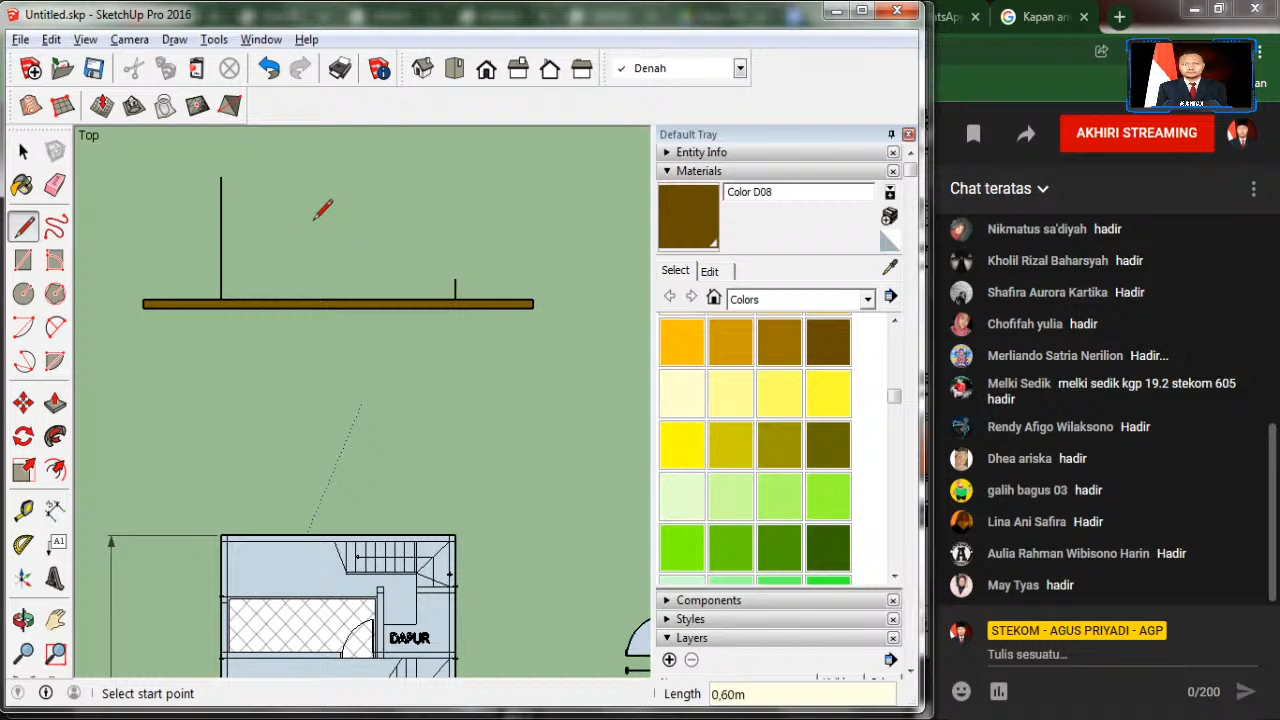 Untitled.skp - SketchUp Pro 2016
File Edit View Camera Draw Tools Window Help
✓ Denah
Top
Default Tray
Entity Info
Materials
Color D08
Select Edit
Colors
Components
Styles
Layers
DAPUR
A1
Select start point
Length 0,60m
Kapan an
AKHIRI STREAMING
Chat teratas
Nikmatus sa'diyah hadir
Kholil Rizal Baharsyah hadir
Shafira Aurora Kartika Hadir
Chofifah yulia hadir
Merliando Satria Nerilion Hadir...
Melki Sedik melki sedik kgp 19.2 stekom 605
hadir
Rendy Afigo Wilaksono Hadir
Dhea ariska hadir
galih bagus 03 hadir
Lina Ani Safira Hadir
Aulia Rahman Wibisono Harin Hadir
May Tyas hadir
STEKOM - AGUS PRIYADI - AGP
Tulis sesuatu...
0/200